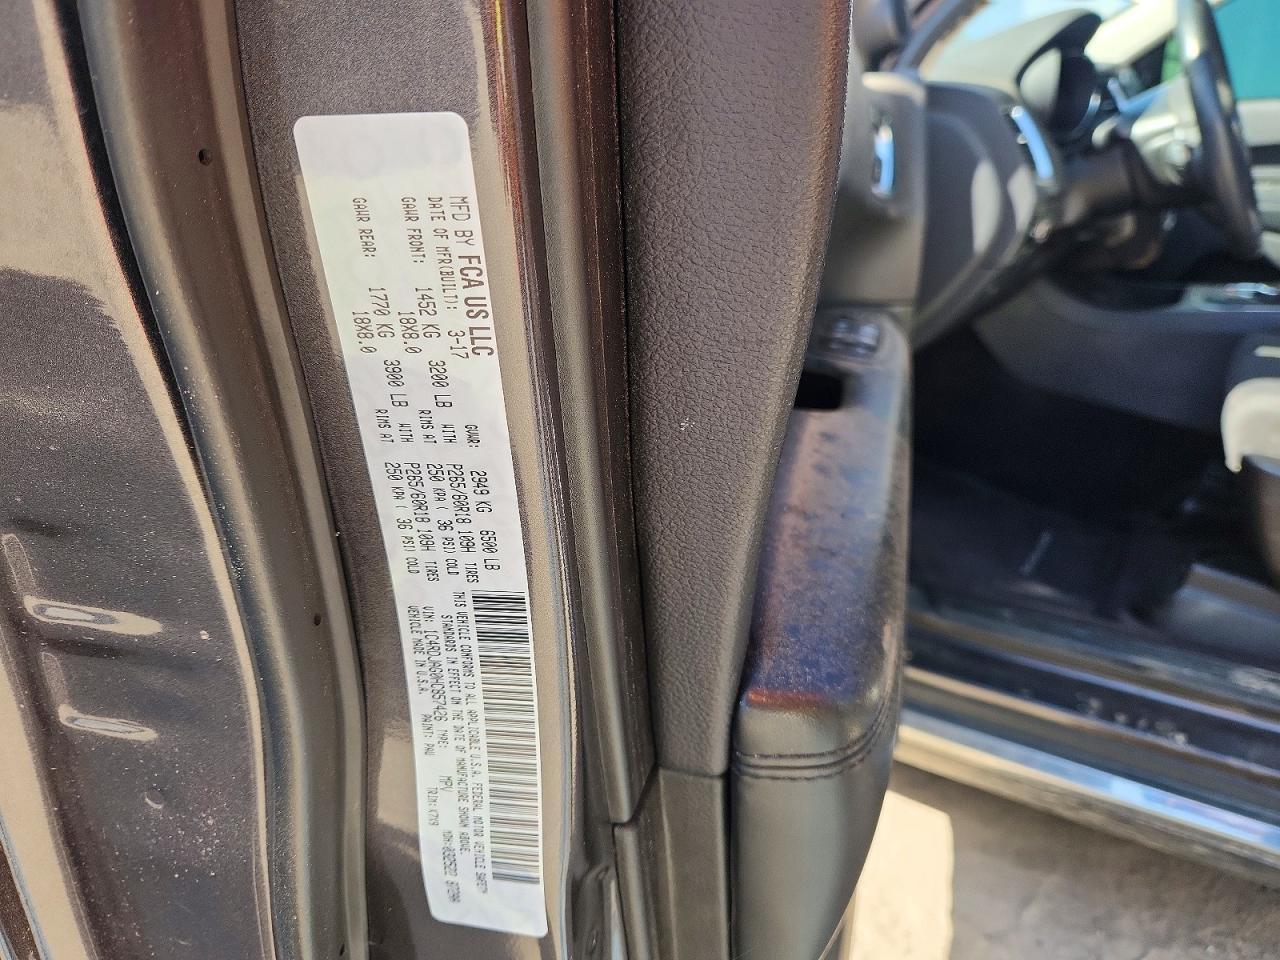 MFD BY FCA US LLC
DATE OF MFR(BUILT): 3-17 GVWR: 2949 KG 6500 LB
GAWR FRONT: 1452 KG 3200 LB WITH P265/60R18 109H TIRES
18X8.0 RIMS AT 250 KPA( 36 PSI) COLD
GAWR REAR: 1770 KG 3900 LB WITH P265/60R18 109H TIRES
18X8.0 RIMS AT 250 KPA( 36 PSI) COLD
THIS VEHICLE CONFORMS TO ALL APPLICABLE U.S.A. FEDERAL MOTOR VEHICLE SAFETY
STANDARDS IN EFFECT ON THE DATE OF MANUFACTURE SHOWN ABOVE.
VIN: 1C4RDJAG0HC857426 TYPE: MPV
VEHICLE MADE IN U.S.A. PAINT: PAU TRIM: K7X9